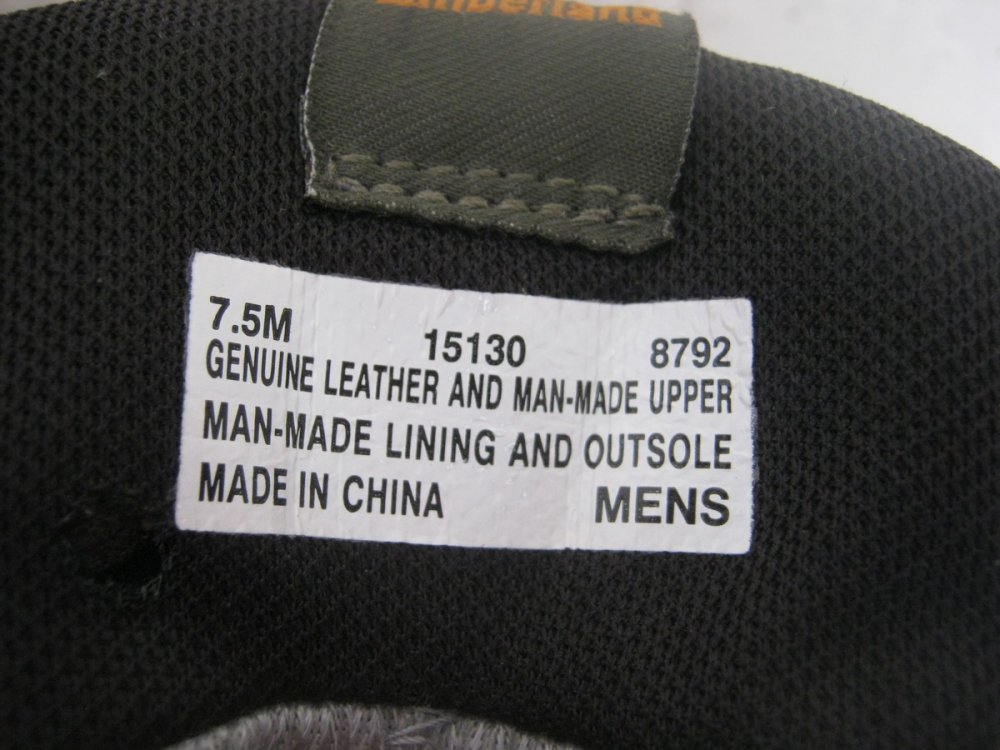 Timberland
7.5M 15130 8792
GENUINE LEATHER AND MAN-MADE UPPER
MAN-MADE LINING AND OUTSOLE
MADE IN CHINA MENS